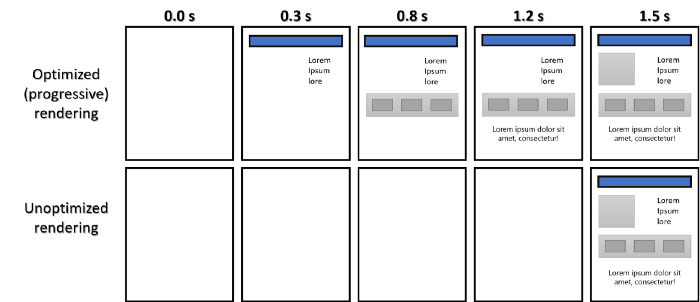 0.0 s 0.3 s 0.8 s 1.2 s 1.5 s
Optimized
(progressive)
rendering
Lorem
Ipsum
lore
Lorem
Ipsum
lore
Lorem
Ipsum
lore
Lorem ipsum dolor sit
amet, consectetur!
Lorem
Ipsum
lore
Lorem ipsum dolor sit
amet, consectetur!
Unoptimized
rendering
Lorem
Ipsum
lore
Lorem ipsum dolor sit
amet, consectetur!